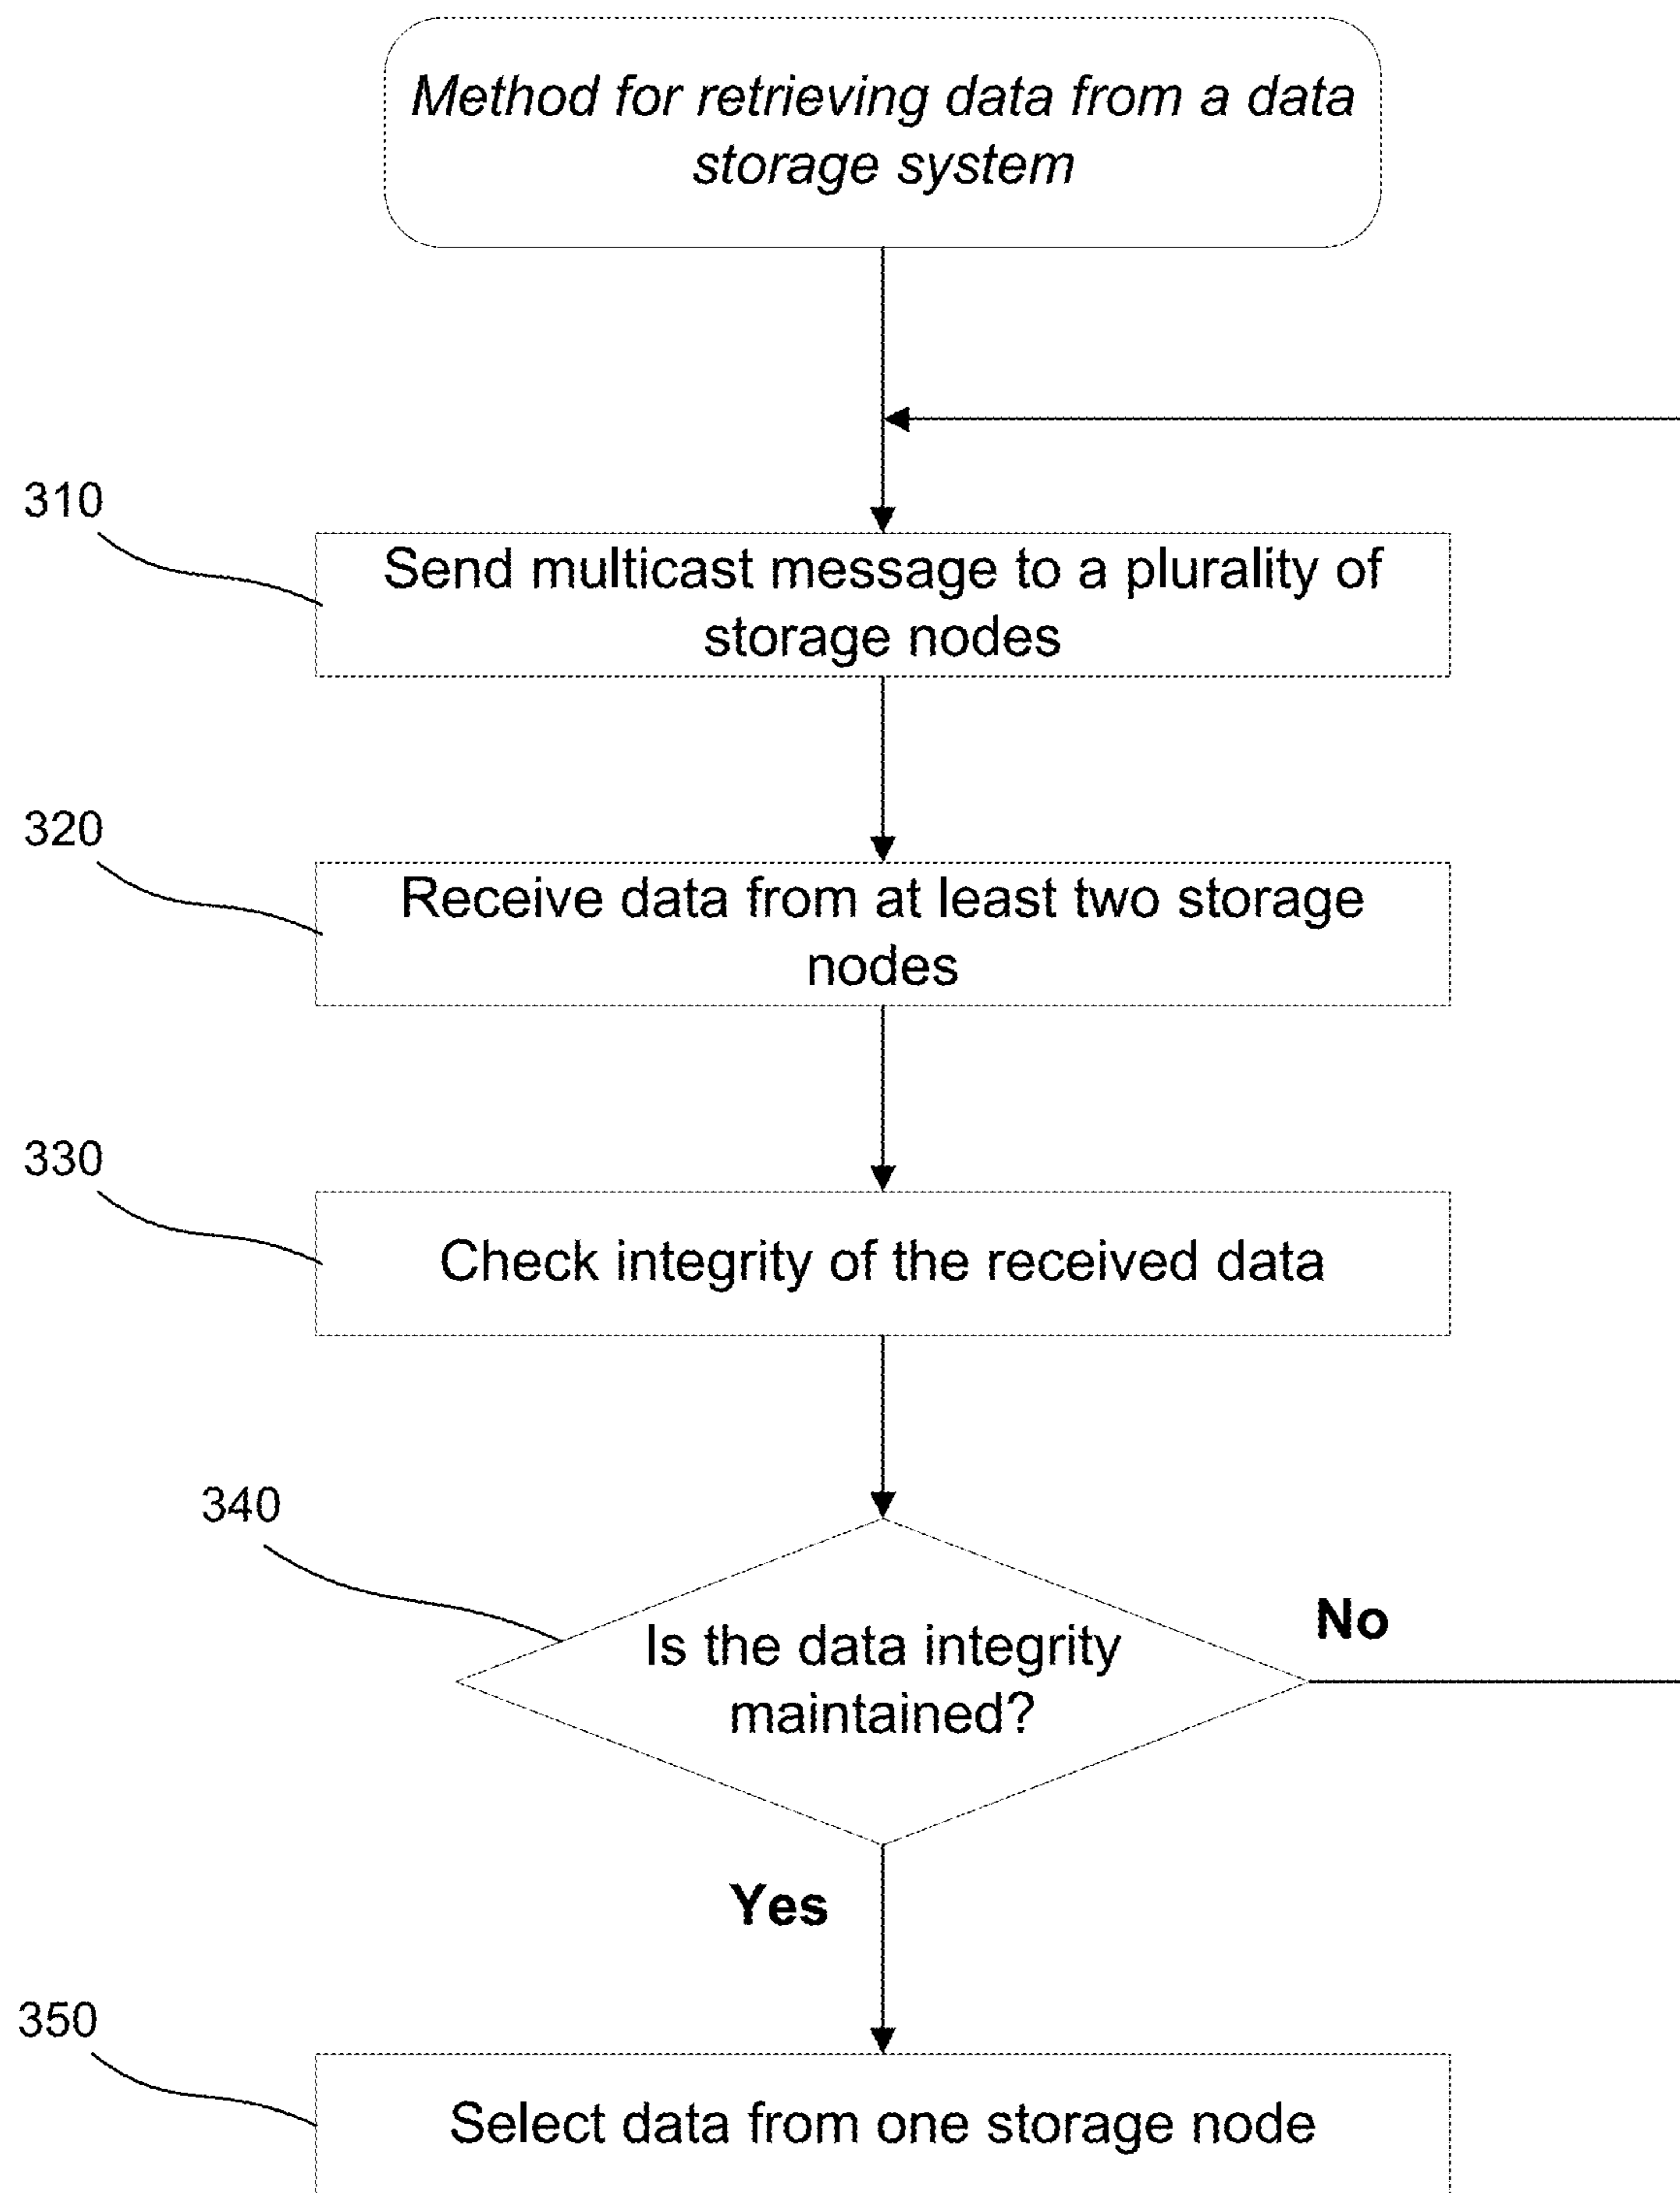 Method for retrieving data from a data
storage system
310
Send multicast message to a plurality of
storage nodes
320
Receive data from at least two storage
nodes
330
Check integrity of the received data
340
Is the data integrity
maintained?
No
Yes
350
Select data from one storage node